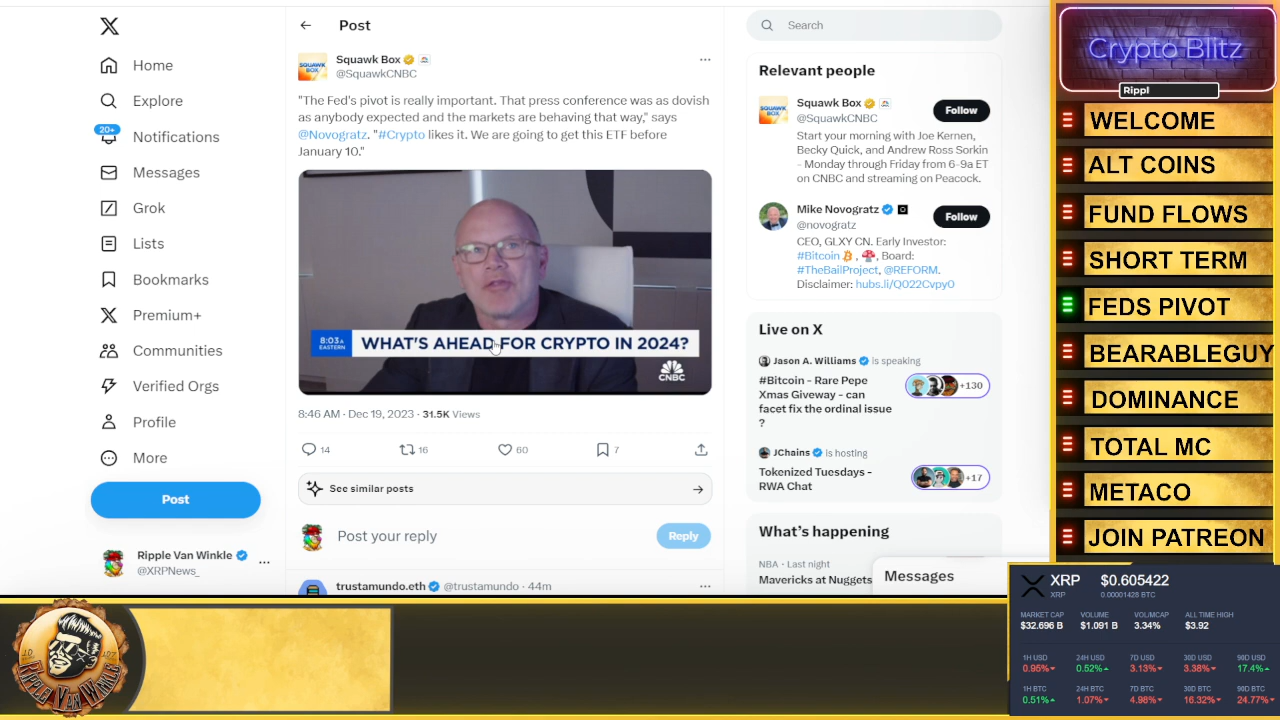 Post
Search
Home
Explore
20+
Notifications
Messages
Grok
Lists
Bookmarks
Premium+
Communities
Verified Orgs
Profile
More
Post
Ripple Van Winkle
@XRPNews_
Squawk Box
@SquawkCNBC
"The Fed's pivot is really important. That press conference was as dovish
as anybody expected and the markets are behaving that way," says
@Novogratz. "#Crypto likes it. We are going to get this ETF before
January 10."
8:03A
EASTERN
WHAT'S AHEAD FOR CRYPTO IN 2024?
CNBC
8:46 AM · Dec 19, 2023 · 31.5K Views
14 16 60 7
See similar posts
Post your reply
Reply
trustamundo.eth @trustamundo · 44m
Relevant people
Squawk Box
@SquawkCNBC
Follow
Start your morning with Joe Kernen,
Becky Quick, and Andrew Ross Sorkin
- Monday through Friday from 6-9a ET
on CNBC and streaming on Peacock.
Mike Novogratz
@novogratz
Follow
CEO, GLXY CN. Early Investor:
#Bitcoin, , Board:
#TheBailProject, @REFORM.
Disclaimer: hubs.li/Q022Cvpy0
Live on X
Jason A. Williams is speaking
#Bitcoin - Rare Pepe
Xmas Giveway - can
facet fix the ordinal issue
?
+130
JChains is hosting
Tokenized Tuesdays -
RWA Chat
+17
What's happening
NBA · Last night
Mavericks at Nuggets
Messages
Crypto Blitz
Rippl
WELCOME
ALT COINS
FUND FLOWS
SHORT TERM
FEDS PIVOT
BEARABLEGUY
DOMINANCE
TOTAL MC
METACO
JOIN PATREON
XRP $0.605422
XRP 0.00001428 BTC
MARKET CAP VOLUME VOL/MCAP ALL TIME HIGH
$32.696 B $1.091 B 3.34% $3.92
1H USD 24H USD 7D USD 30D USD 90D USD
0.95% 0.52% 3.13% 3.38% 17.4%
1H BTC 24H BTC 7D BTC 30D BTC 90D BTC
0.51% 1.07% 4.98% 16.32% 24.77%
RIPPLE VAN WINKLE